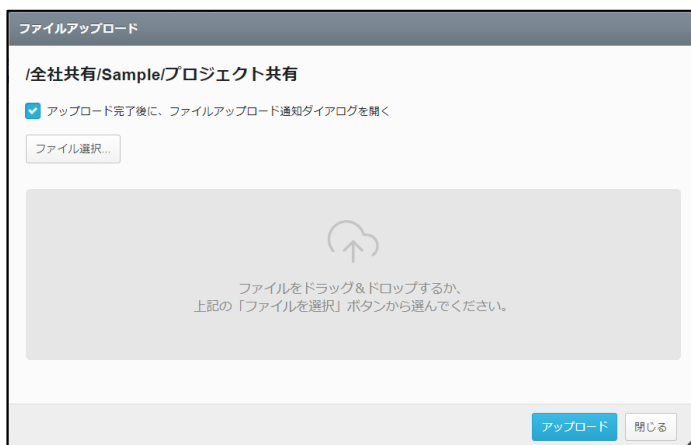 ファイルアップロード
/全社共有/Sample/プロジェクト共有
アップロード完了後に、ファイルアップロード通知ダイアログを開く
ファイル選択...
ファイルをドラッグ＆ドロップするか、
上記の「ファイルを選択」ボタンから選んでください。
アップロード 閉じる